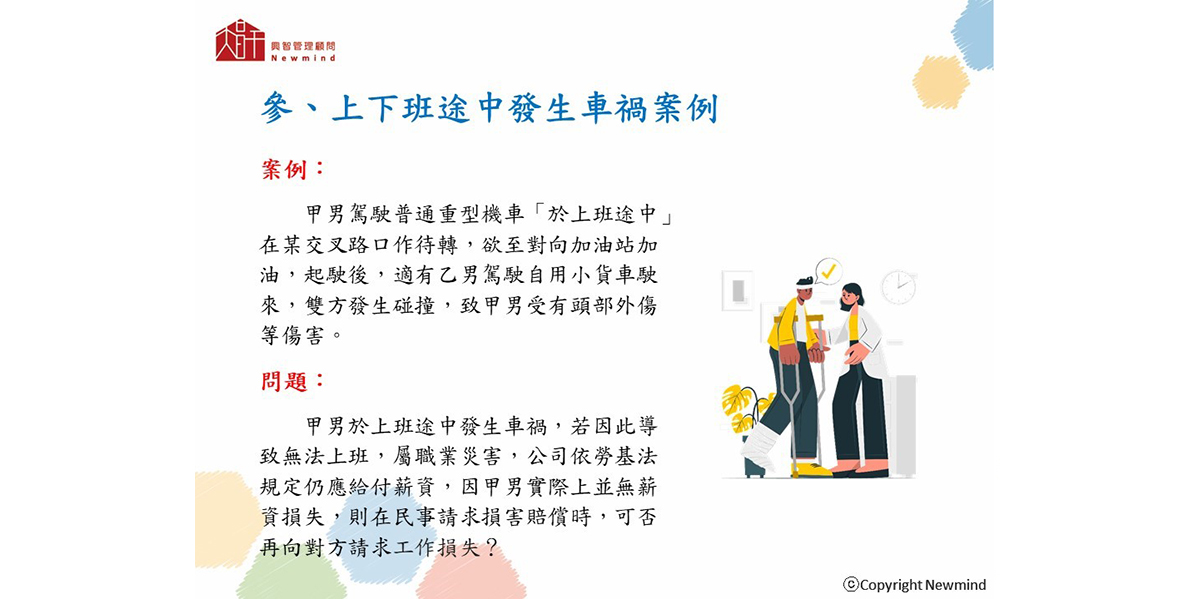 興智管理顧問
Newmind
參、上下班途中發生車禍案例
案例：
甲男駕駛普通重型機車「於上班途中」
在某交叉路口作待轉，欲至對向加油站加
油，起駛後，適有乙男駕駛自用小貨車駛
來，雙方發生碰撞，致甲男受有頭部外傷
等傷害。
問題：
甲男於上班途中發生車禍，若因此導
致無法上班，屬職業災害，公司依勞基法
規定仍應給付薪資，因甲男實際上並無薪
資損失，則在民事請求損害賠償時，可否
再向對方請求工作損失？
ⓒCopyright Newmind